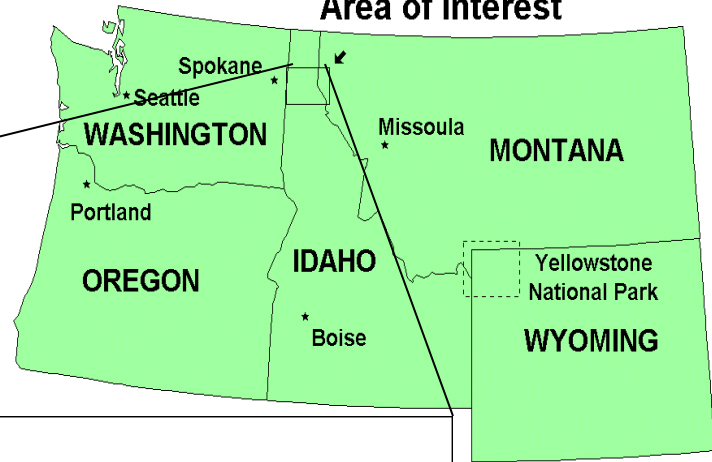 Area of Interest
Spokane
Seattle
WASHINGTON
Missoula
MONTANA
Portland
OREGON
IDAHO
Yellowstone
National Park
Boise
WYOMING